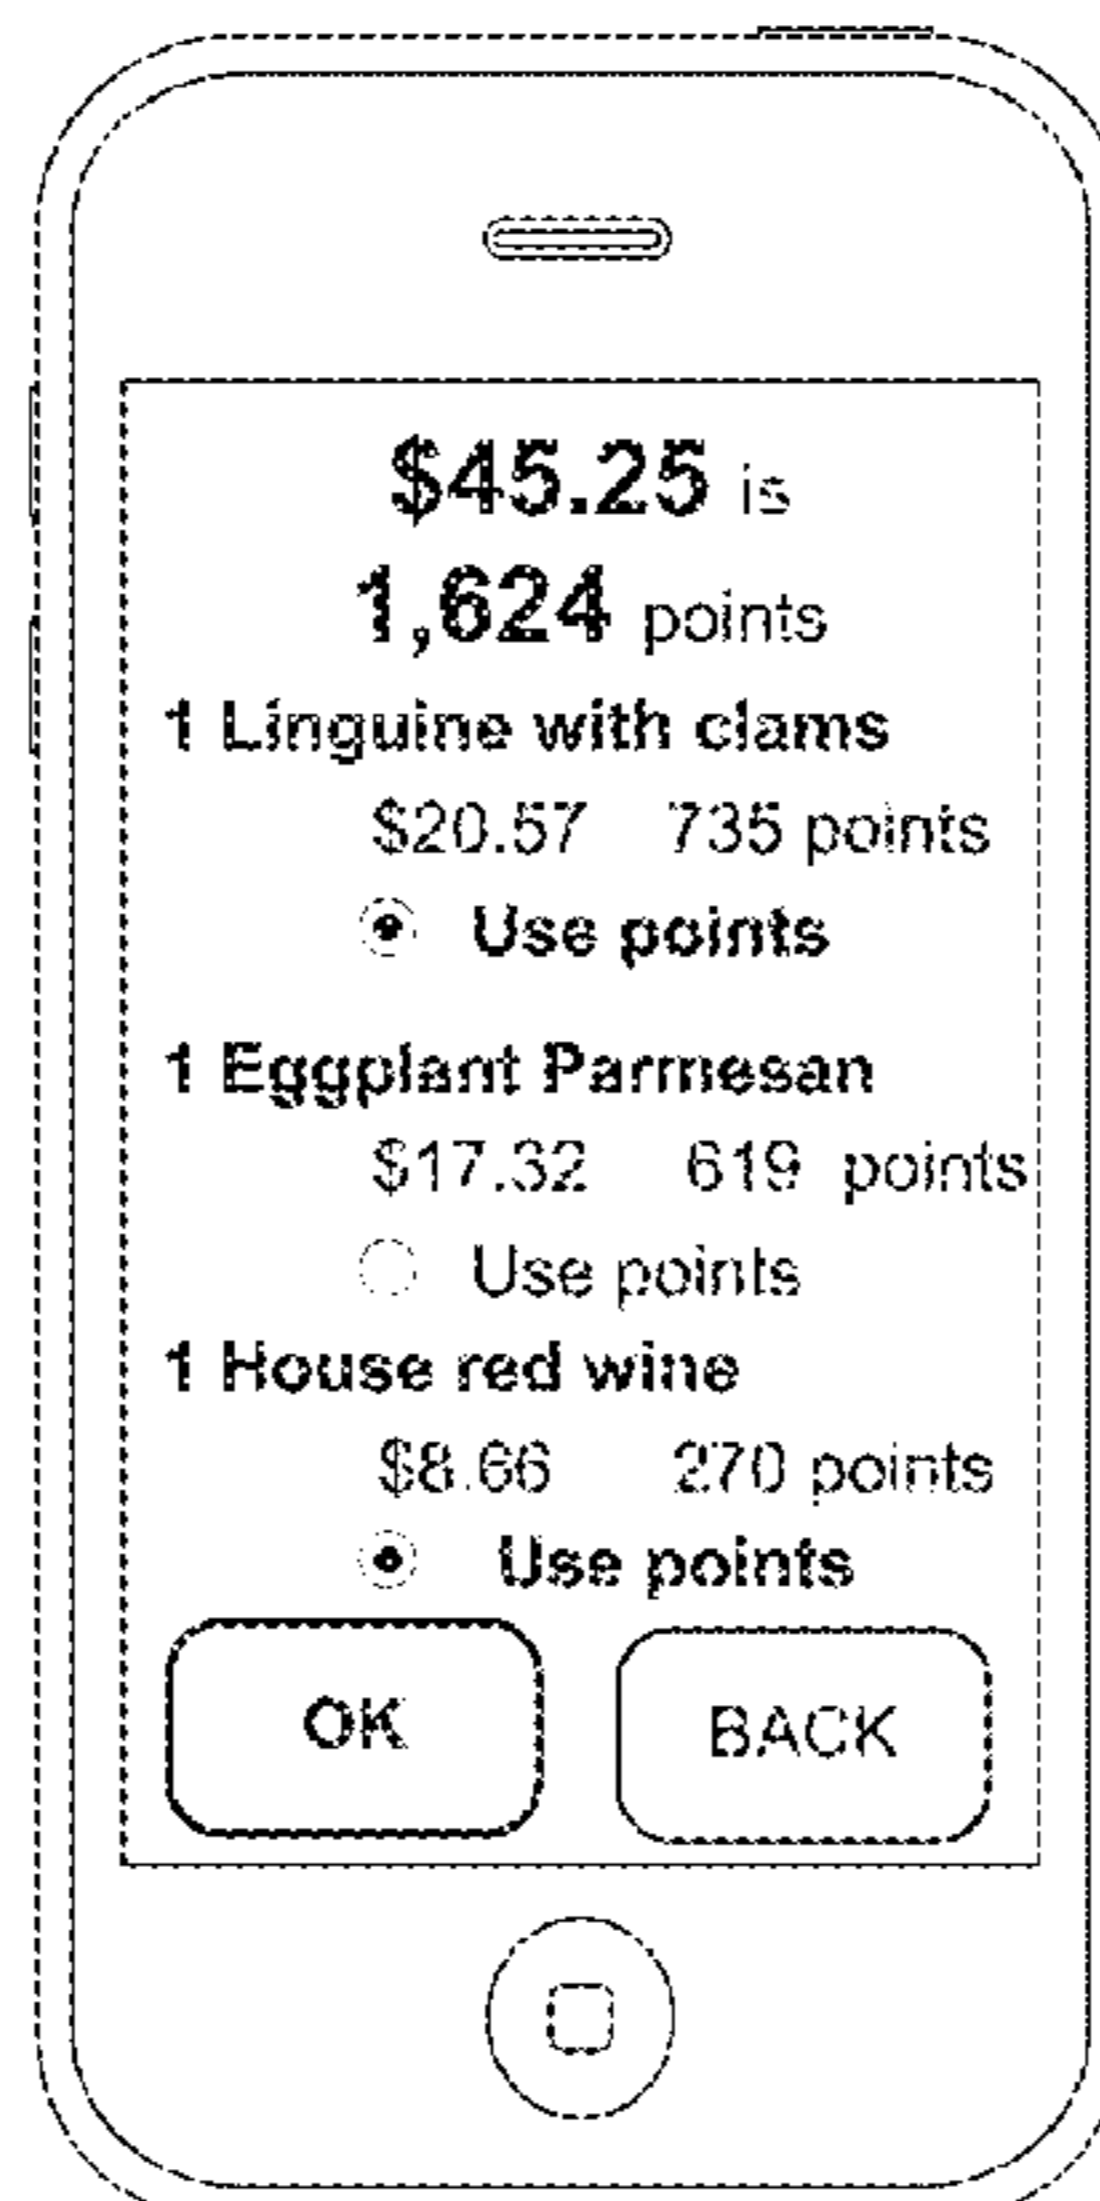 $45.25 is
1,624 points
1 Linguine with clams
$20.57 735 points
Use points
1 Eggplant Parmesan
$17.32 619 points
Use points
1 House red wine
$8.66 270 points
Use points
OK BACK